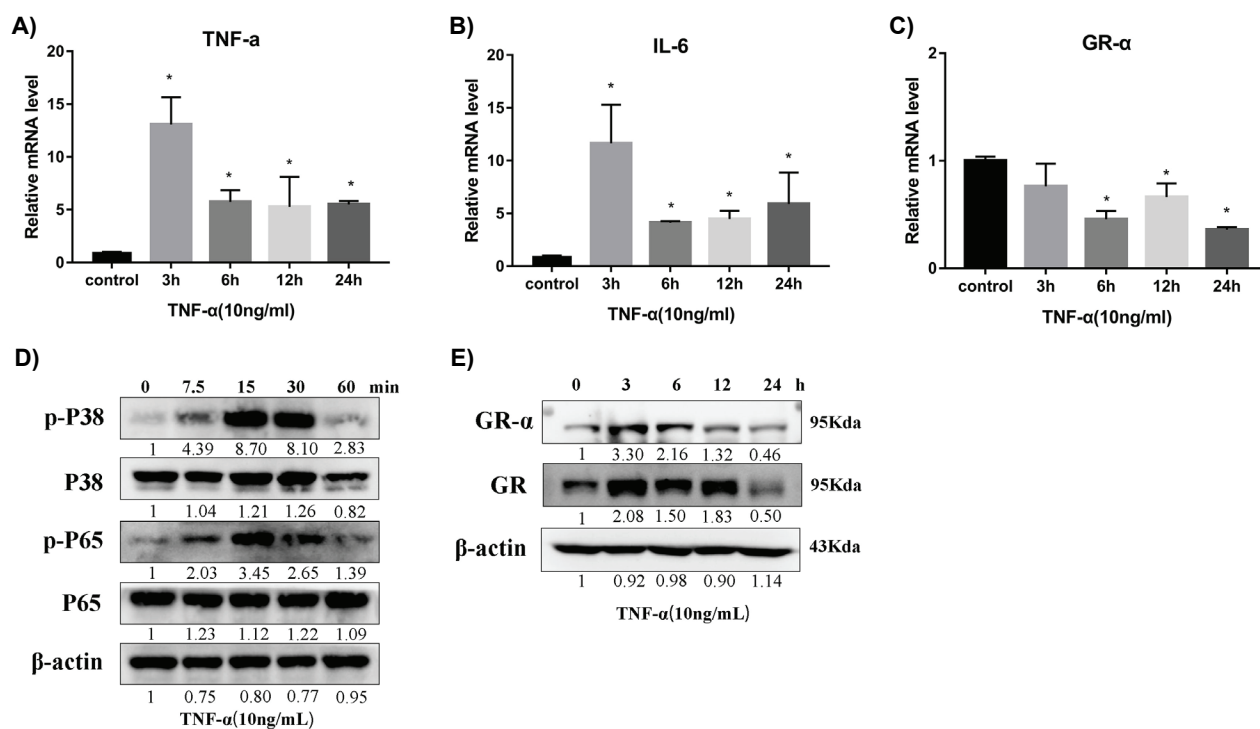 A)
TNF-a
Relative mRNA level
20
15
10
5
0
* * * *
control 3h 6h 12h 24h
TNF-α(10ng/ml)
B)
IL-6
Relative mRNA level
20
15
10
5
0
* * * *
control 3h 6h 12h 24h
TNF-α(10ng/ml)
C)
GR-α
Relative mRNA level
2
1
0
* * *
control 3h 6h 12h 24h
TNF-α(10ng/ml)
D)
0 7.5 15 30 60 min
p-P38
1 4.39 8.70 8.10 2.83
P38
1 1.04 1.21 1.26 0.82
p-P65
1 2.03 3.45 2.65 1.39
P65
1 1.23 1.12 1.22 1.09
β-actin
1 0.75 0.80 0.77 0.95
TNF-α(10ng/mL)
E)
0 3 6 12 24 h
GR-α 95Kda
1 3.30 2.16 1.32 0.46
GR 95Kda
1 2.08 1.50 1.83 0.50
β-actin 43Kda
1 0.92 0.98 0.90 1.14
TNF-α(10ng/mL)